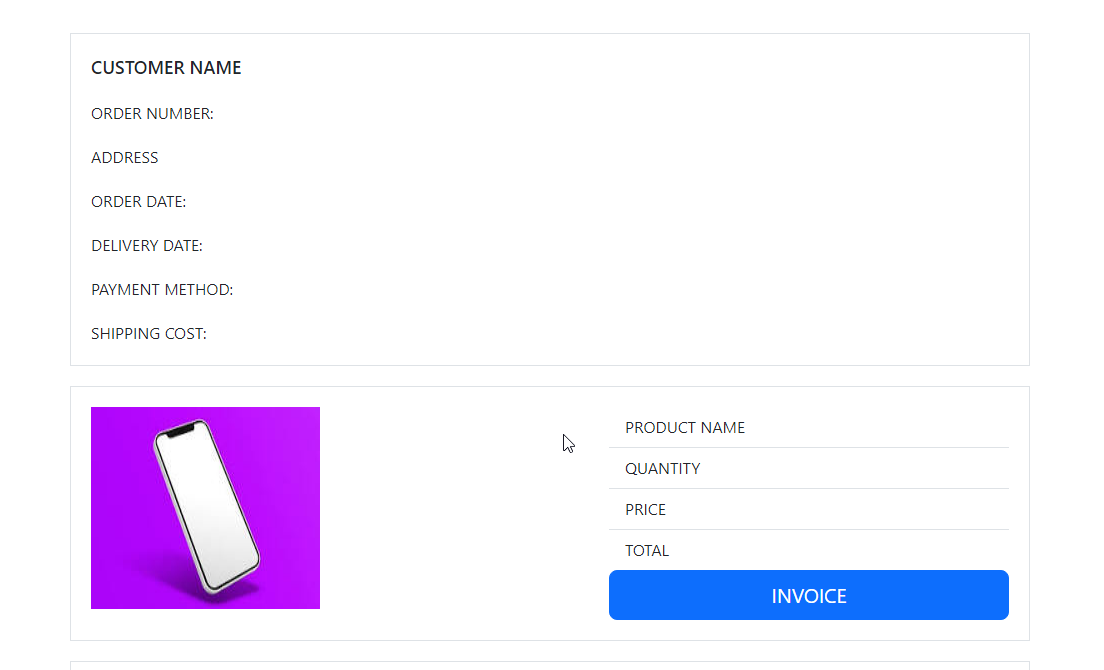 CUSTOMER NAME
ORDER NUMBER:
ADDRESS
ORDER DATE:
DELIVERY DATE:
PAYMENT METHOD:
SHIPPING COST:
PRODUCT NAME
QUANTITY
PRICE
TOTAL
INVOICE